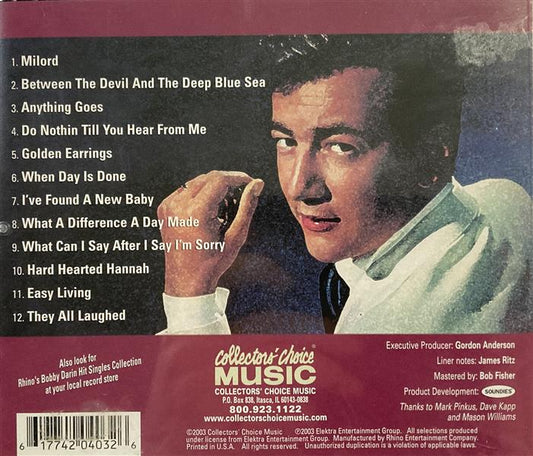 1. Milord
2. Between The Devil And The Deep Blue Sea
3. Anything Goes
4. Do Nothin Till You Hear From Me
5. Golden Earrings
6. When Day Is Done
7. I've Found A New Baby
8. What A Difference A Day Made
9. What Can I Say After I Say I'm Sorry
10. Hard Hearted Hannah
11. Easy Living
12. They All Laughed
Also look for
Rhino's Bobby Darin Hit Singles Collection
at your local record store
Collectors' Choice
MUSIC
COLLECTORS' CHOICE MUSIC
P.O. Box 838, Itasca, IL 60143-0838
800.923.1122
www.collectorschoicemusic.com
Executive Producer: Gordon Anderson
Liner notes: James Ritz
Mastered by: Bob Fisher
Product Development: SOUNDIES
Thanks to Mark Pinkus, Dave Kapp
and Mason Williams
©2003 Collectors' Choice Music ℗2003 Elektra Entertainment Group. All selections produced
under license from Elektra Entertainment Group. Manufactured by Rhino Entertainment Company.
Printed in U.S.A. All rights reserved. Unauthorized duplication is a violation of applicable laws.
6 17742 04032 6